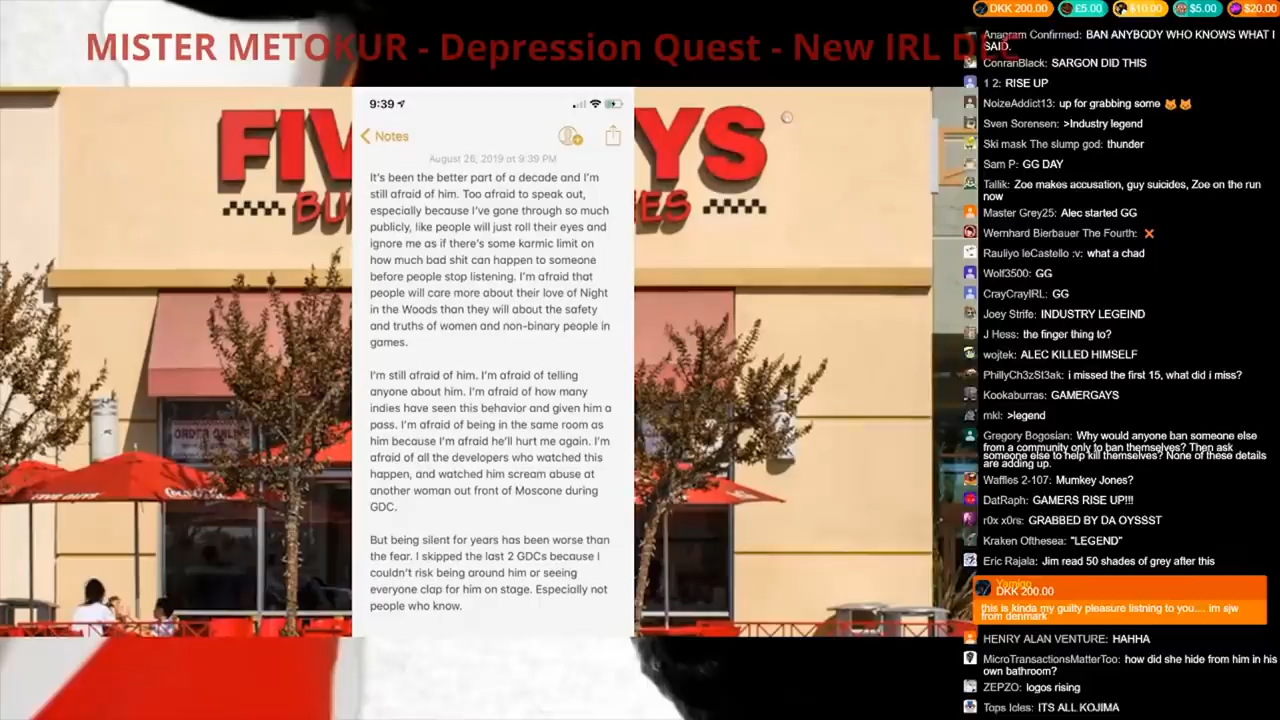 MISTER METOKUR - Depression Quest - New IRL
DKK 200.00 £5.00 $10.00 $5.00 $20.00
FIV
YS
BU
ES
ORDER ONLINE
FIVE GUYS
9:39
Notes
August 26, 2019 at 9:39 PM
It's been the better part of a decade and I'm
still afraid of him. Too afraid to speak out,
especially because I've gone through so much
publicly, like people will just roll their eyes and
ignore me as if there's some karmic limit on
how much bad shit can happen to someone
before people stop listening. I'm afraid that
people will care more about their love of Night
in the Woods than they will about the safety
and truths of women and non-binary people in
games.
I'm still afraid of him. I'm afraid of telling
anyone about him. I'm afraid of how many
indies have seen this behavior and given him a
pass. I'm afraid of being in the same room as
him because I'm afraid he'll hurt me again. I'm
afraid of all the developers who watched this
happen, and watched him scream abuse at
another woman out front of Moscone during
GDC.
But being silent for years has been worse than
the fear. I skipped the last 2 GDCs because I
couldn't risk being around him or seeing
everyone clap for him on stage. Especially not
people who know.
Anagram Confirmed: BAN ANYBODY WHO KNOWS WHAT I
SAID.
ConranBlack: SARGON DID THIS
1 2: RISE UP
NoizeAddict13: up for grabbing some 🐱 🐱
Sven Sorensen: >Industry legend
Ski mask The slump god: thunder
Sam P: GG DAY
Tallik: Zoe makes accusation, guy suicides, Zoe on the run
now
Master Grey25: Alec started GG
Wernhard Bierbauer The Fourth: ❌
Rauliyo leCastello :v: what a chad
Wolf3500: GG
CrayCrayIRL: GG
Joey Strife: INDUSTRY LEGEIND
J Hess: the finger thing to?
wojtek: ALEC KILLED HIMSELF
PhillyCh3zSt3ak: i missed the first 15, what did i miss?
Kookaburras: GAMERGAYS
mkl: >legend
Gregory Bogosian: Why would anyone ban someone else
from a community only to ban themselves? Then ask
someone else to help kill themselves? None of these details
are adding up.
Waffles 2-107: Mumkey Jones?
DatRaph: GAMERS RISE UP!!!
r0x x0rs: GRABBED BY DA OYSSST
Kraken Ofthesea: "LEGEND"
Eric Rajala: Jim read 50 shades of grey after this
Yamigo
DKK 200.00
this is kinda my guilty pleasure listning to you.... im sjw
from denmark
HENRY ALAN VENTURE: HAHHA
MicroTransactionsMatterToo: how did she hide from him in his
own bathroom?
ZEPZO: logos rising
Tops Icles: ITS ALL KOJIMA